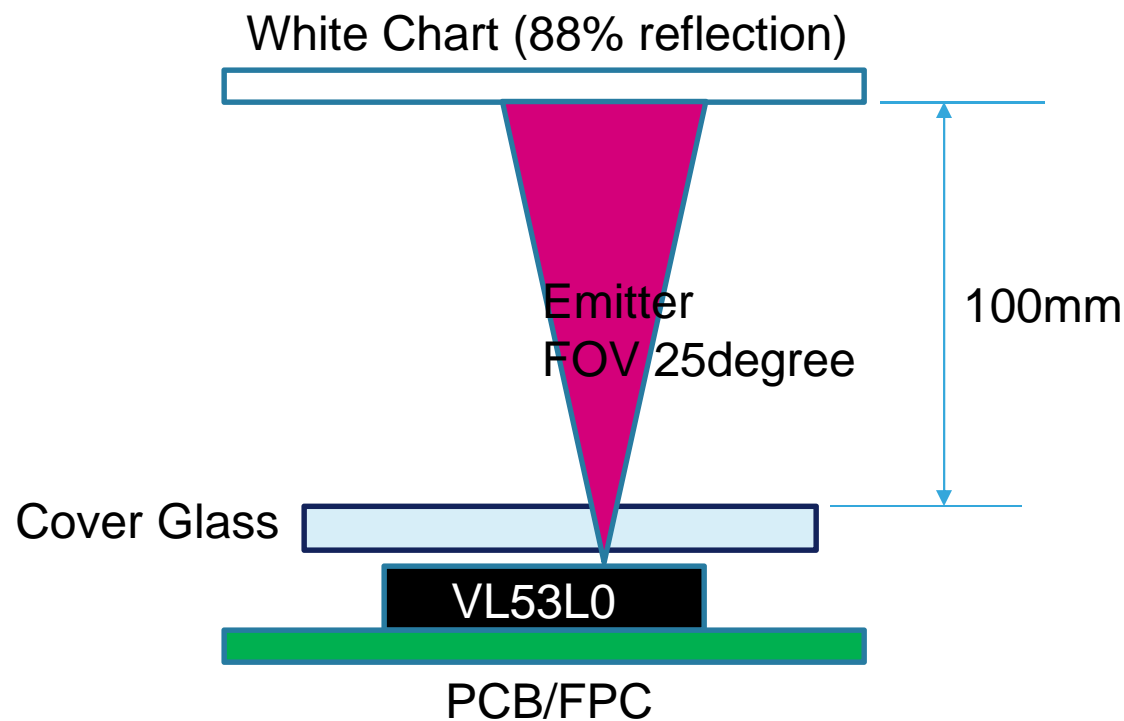 White Chart (88% reflection)
Emitter
FOV 25degree
100mm
Cover Glass
VL53L0
PCB/FPC